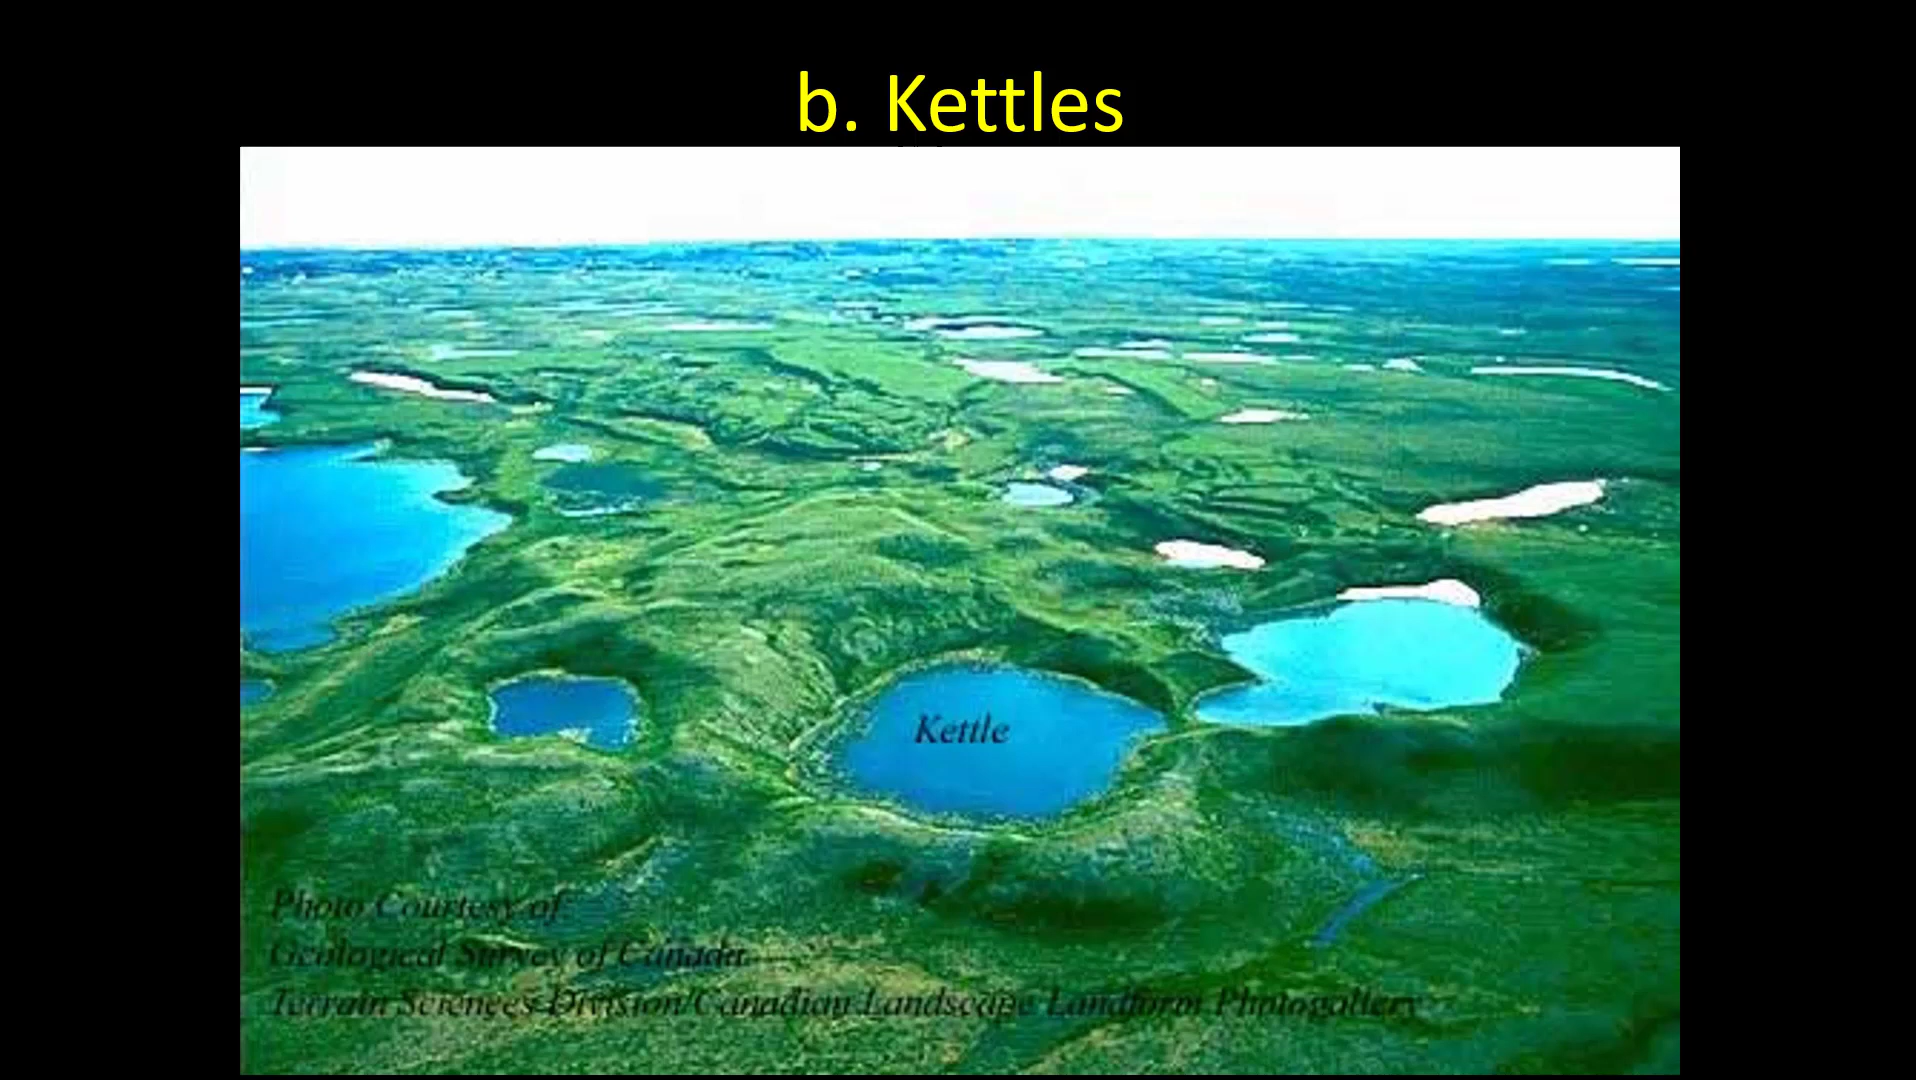 b. Kettles
Kettle
Photo Courtesy of
Geological Survey of Canada
Terrain Sciences Division/Canadian Landscape Landform Photogallery